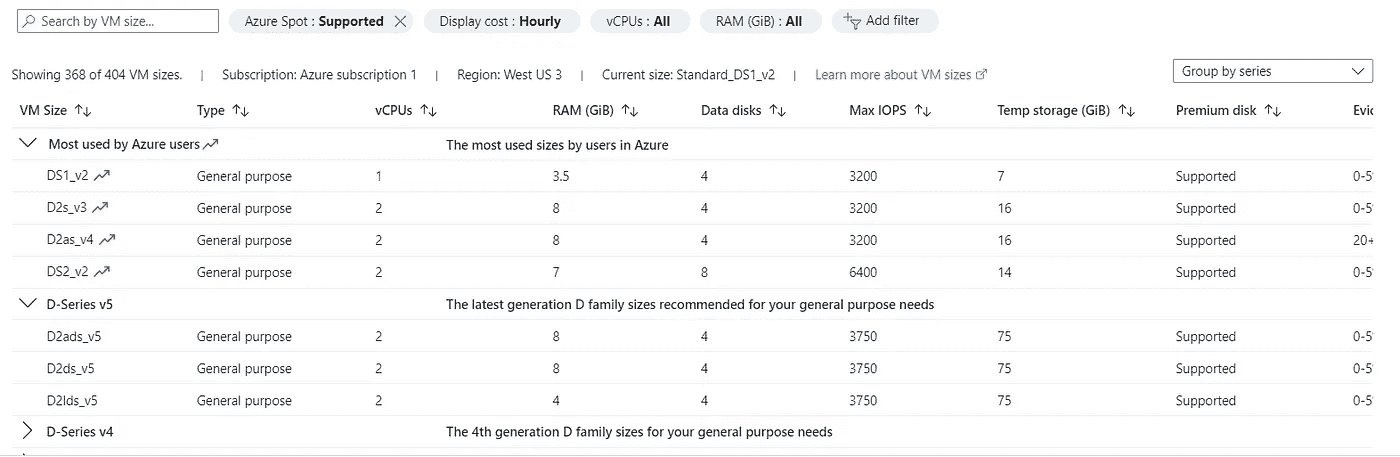 Search by VM size...
Azure Spot : Supported
Display cost : Hourly
vCPUs : All
RAM (GiB) : All
Add filter
Showing 368 of 404 VM sizes. | Subscription: Azure subscription 1 | Region: West US 3 | Current size: Standard_DS1_v2 | Learn more about VM sizes
Group by series
VM Size Type vCPUs RAM (GiB) Data disks Max IOPS Temp storage (GiB) Premium disk
Most used by Azure users The most used sizes by users in Azure
DS1_v2 General purpose 1 3.5 4 3200 7 Supported 0-5
D2s_v3 General purpose 2 8 4 3200 16 Supported 0-5
D2as_v4 General purpose 2 8 4 3200 16 Supported 20+
DS2_v2 General purpose 2 7 8 6400 14 Supported 0-5
D-Series v5 The latest generation D family sizes recommended for your general purpose needs
D2ads_v5 General purpose 2 8 4 3750 75 Supported 0-5
D2ds_v5 General purpose 2 8 4 3750 75 Supported 0-5
D2lds_v5 General purpose 2 4 4 3750 75 Supported 0-5
D-Series v4 The 4th generation D family sizes for your general purpose needs